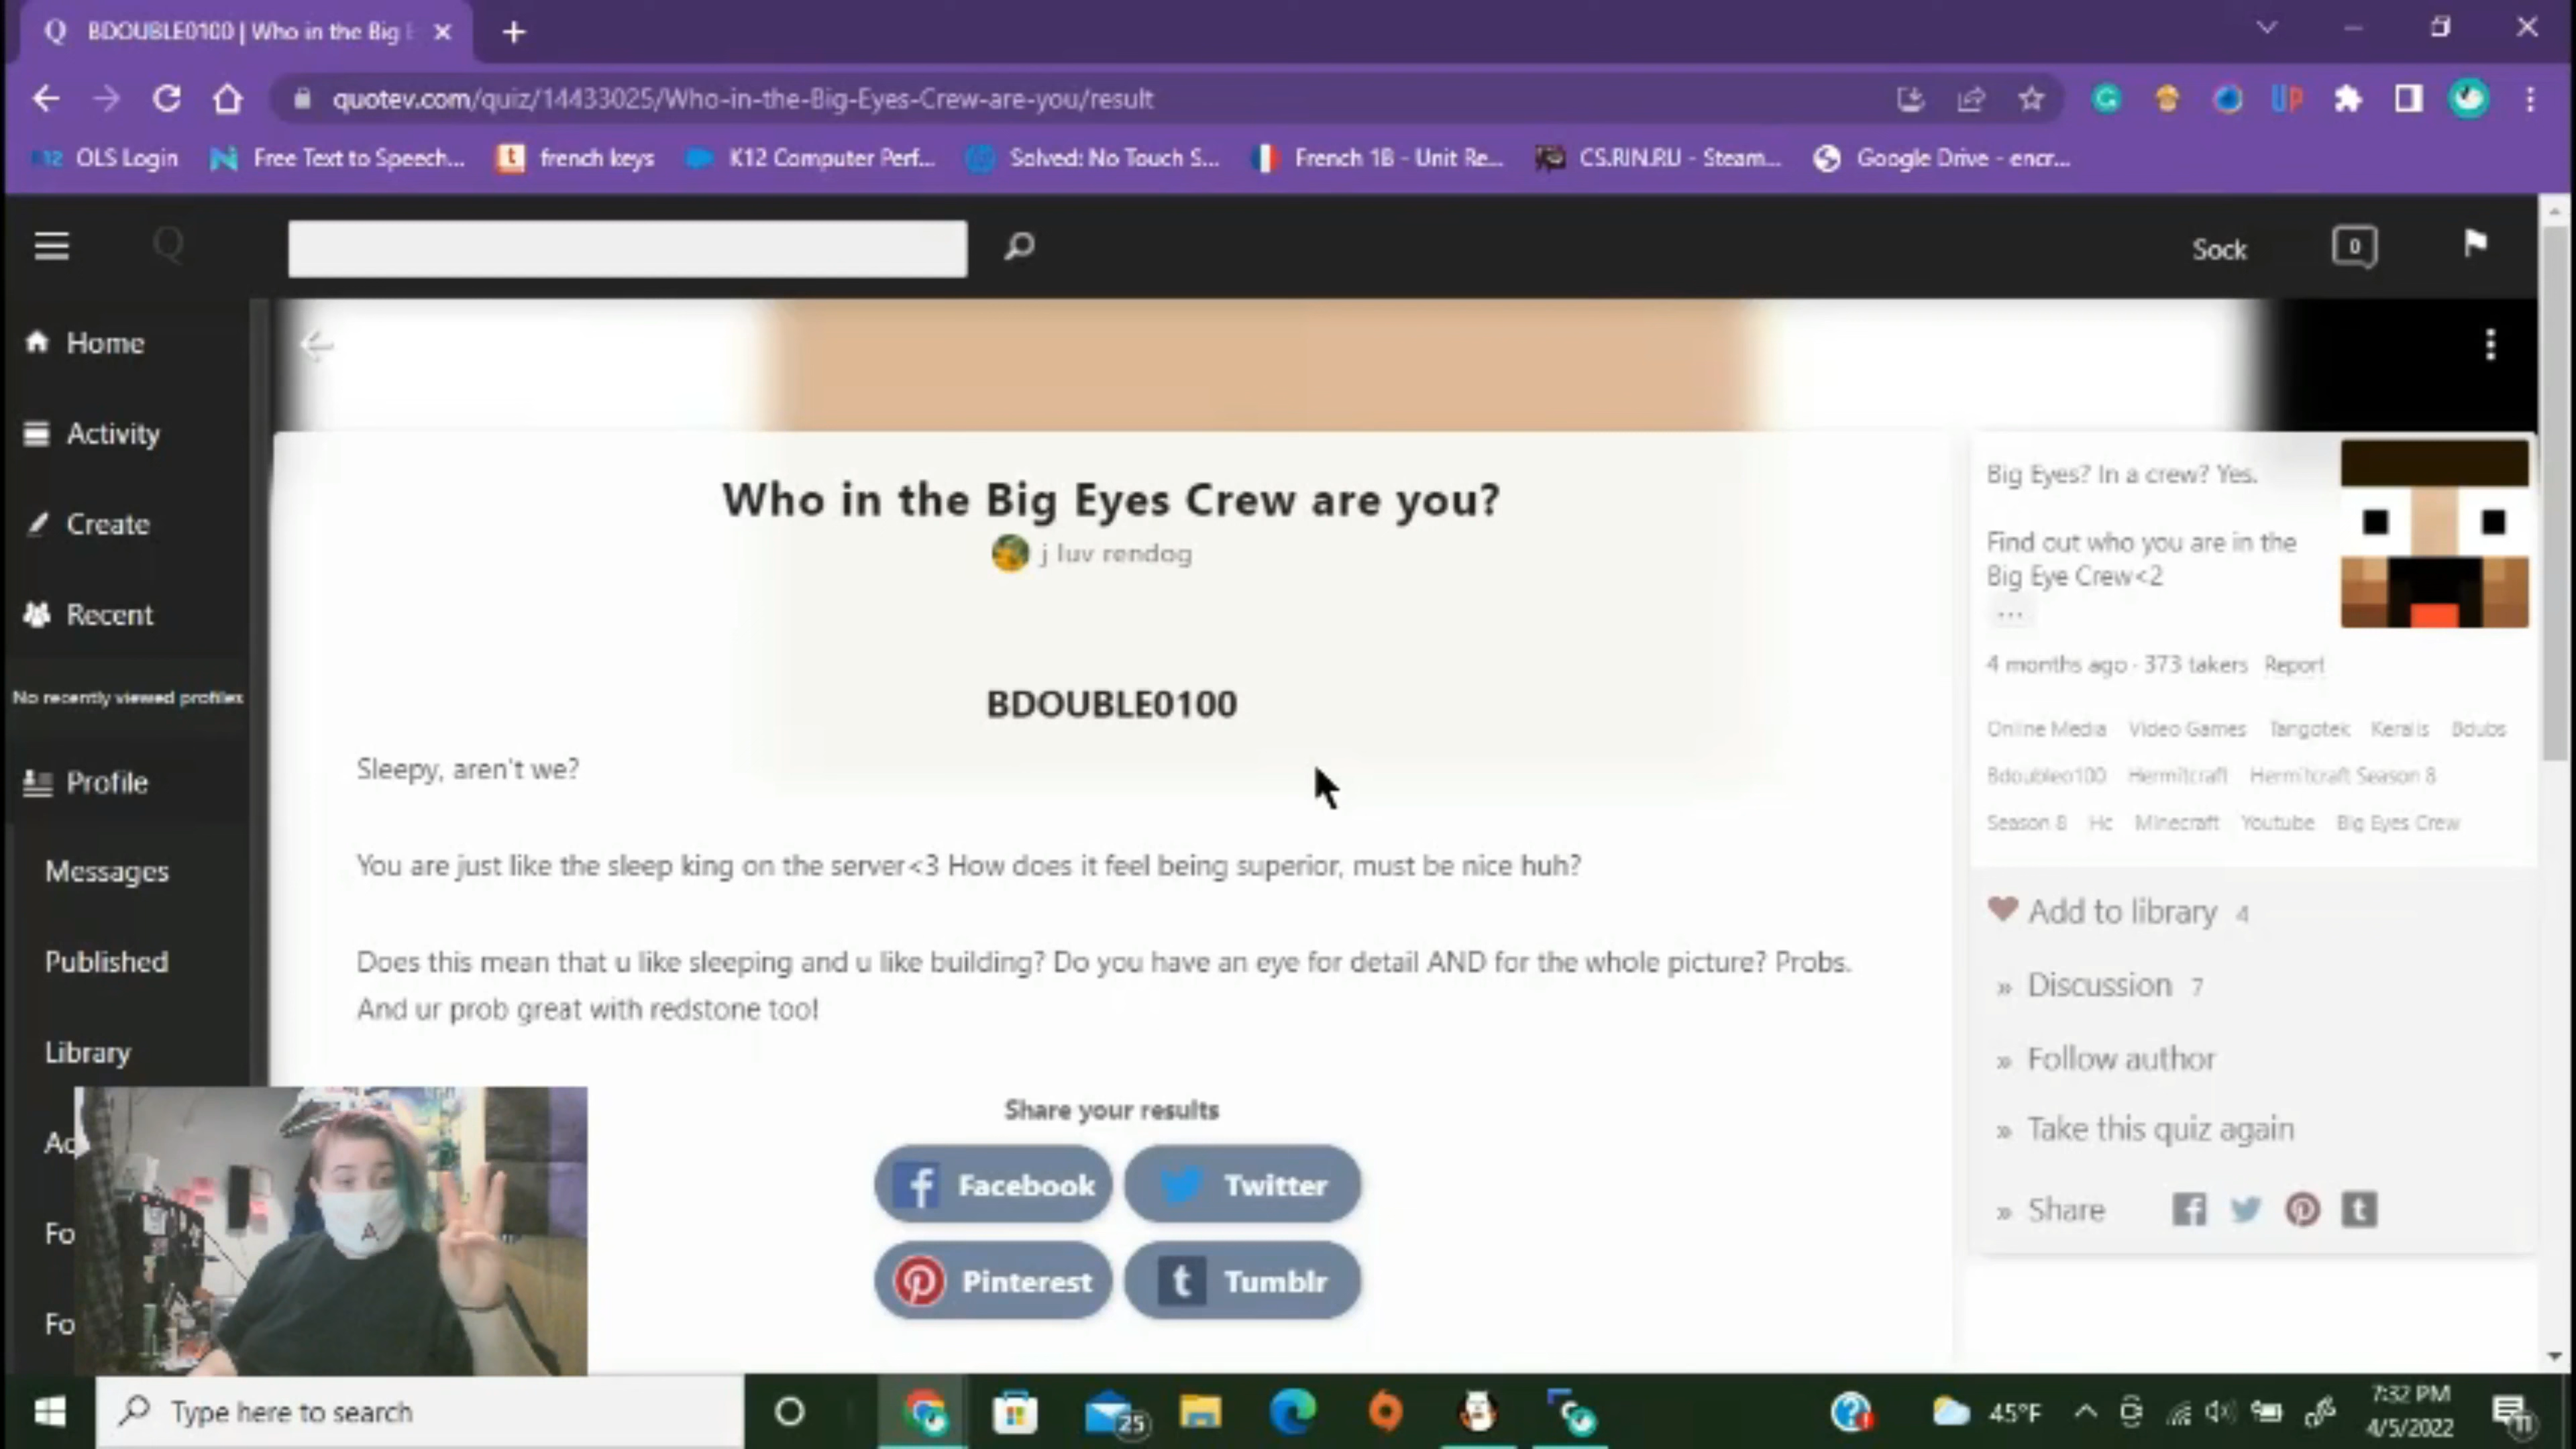 BDOUBLE0100 | Who in the Big
quotev.com/quiz/14433025/Who-in-the-Big-Eyes-Crew-are-you/result
K12 OLS Login Free Text to Speech... french keys K12 Computer Perf... Solved: No Touch S... French 1B - Unit Re... CS.RIN.RU - Steam... Google Drive - encr...
Q
Sock
0
Home
Activity
Create
Recent
No recently viewed profiles
Profile
Messages
Published
Library
Ac
Fo
Fo
Who in the Big Eyes Crew are you?
j luv rendog
BDOUBLE0100
Sleepy, aren't we?
You are just like the sleep king on the server<3 How does it feel being superior, must be nice huh?
Does this mean that u like sleeping and u like building? Do you have an eye for detail AND for the whole picture? Probs.
And ur prob great with redstone too!
Share your results
Facebook Twitter
Pinterest Tumblr
Big Eyes? In a crew? Yes.
Find out who you are in the
Big Eye Crew<2
...
4 months ago · 373 takers Report
Online Media Video Games Tangotek Keralis Bdubs
Bdoubleo100 Hermitcraft Hermitcraft Season 8
Season 8 Hc Minecraft Youtube Big Eyes Crew
Add to library 4
» Discussion 7
» Follow author
» Take this quiz again
» Share
A
Type here to search
25
45°F
7:32 PM
4/5/2022
11